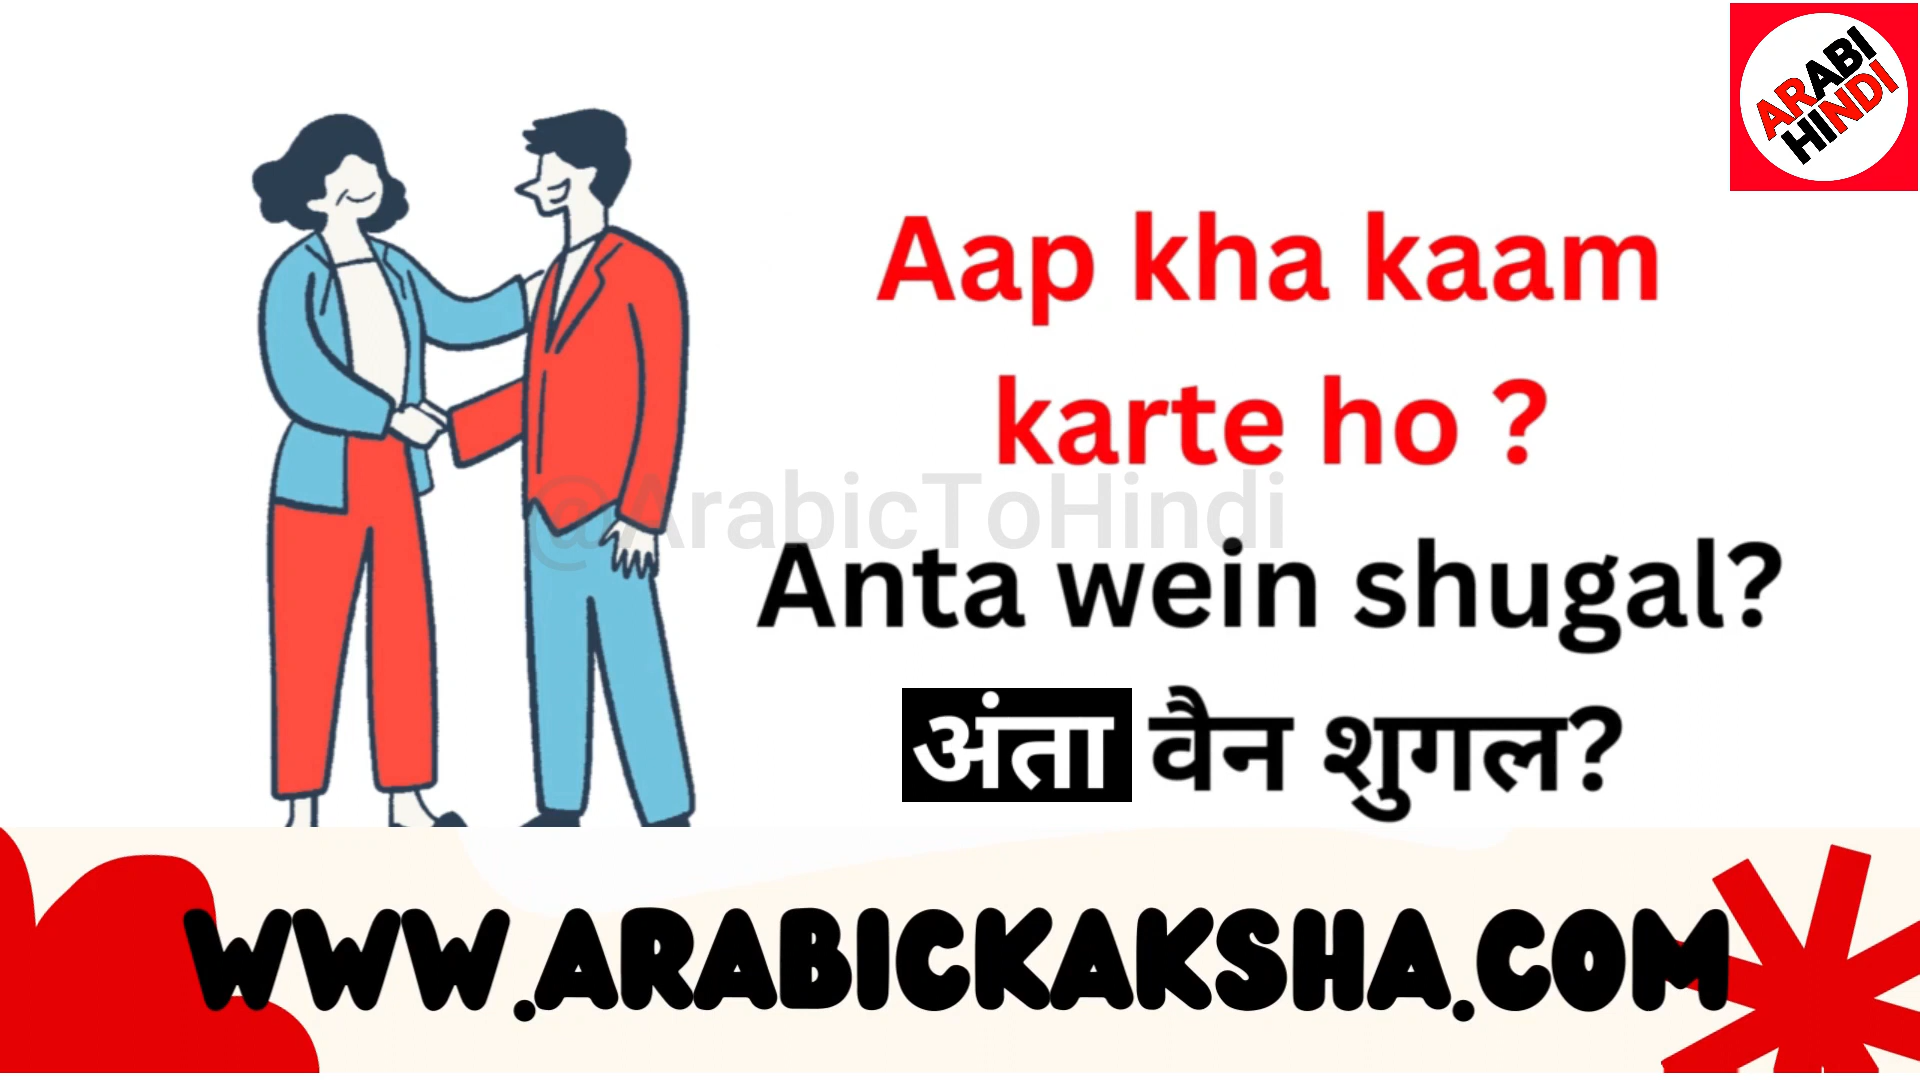 ARABI
HINDI
Aap kha kaam
karte ho ?
@ArabicToHindi
Anta wein shugal?
अंता वैन शुगल?
WWW.ARABICKAKSHA.COM